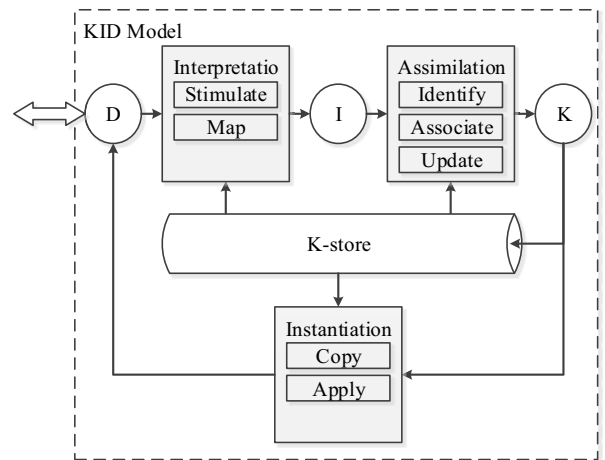 KID Model
Interpretatio
Stimulate
Map
Assimilation
Identify
Associate
Update
D
I
K
K-store
Instantiation
Copy
Apply